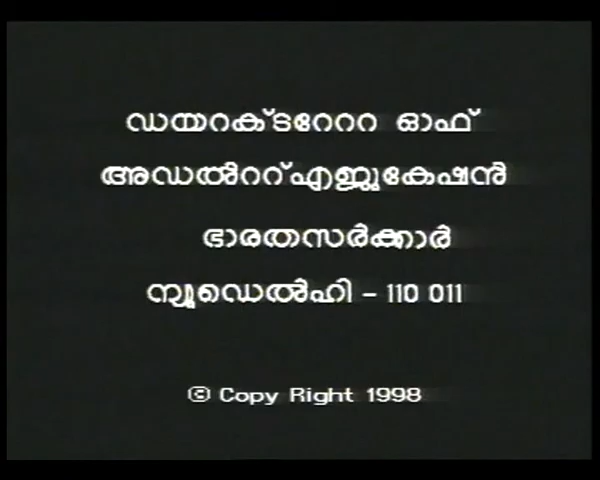 ഡയറക്ടറേററ ഓഫ്
അഡൽററ് എജൂകേഷൻ
ഭാരതസർക്കാർ
ന്യൂഡെൽഹി - 110 011
© Copy Right 1998